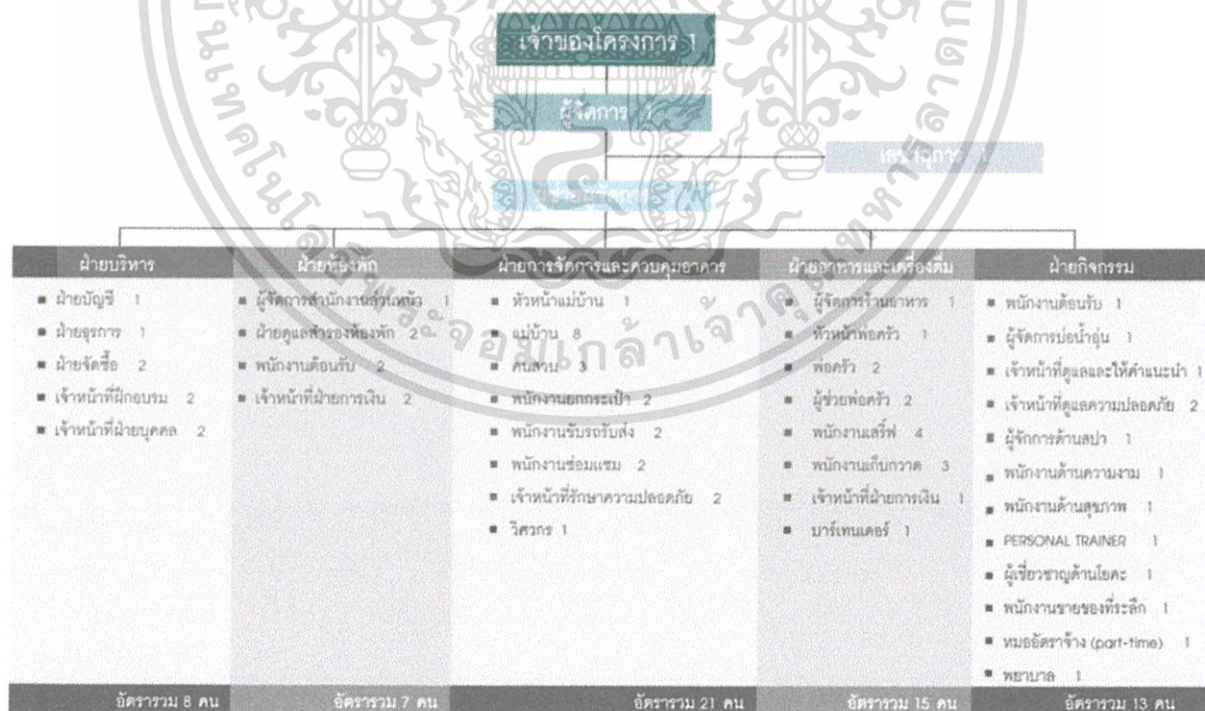 เจ้าของโครงการ 1
ผู้จัดการ 1
เลขานุการ
ฝ่ายบริหาร
■ ฝ่ายบัญชี 1
■ ฝ่ายธุรการ 1
■ ฝ่ายจัดซื้อ 2
■ เจ้าหน้าที่ฝึกอบรม 2
■ เจ้าหน้าที่ฝ่ายบุคคล 2
อัตรารวม 8 คน
ฝ่ายห้องพัก
■ ผู้จัดการสำนักงานส่วนหน้า 1
■ ฝ่ายดูแลสำรองห้องพัก 2
■ พนักงานต้อนรับ 2
■ เจ้าหน้าที่ฝ่ายการเงิน 2
อัตรารวม 7 คน
ฝ่ายการจัดการและควบคุมอาคาร
■ หัวหน้าแม่บ้าน 1
■ แม่บ้าน 8
■ คนสวน 3
■ พนักงานยกกระเป๋า 2
■ พนักงานขับรถรับส่ง 2
■ พนักงานซ่อมแซม 2
■ เจ้าหน้าที่รักษาความปลอดภัย 2
■ วิศวกร 1
อัตรารวม 21 คน
ฝ่ายอาหารและเครื่องดื่ม
■ ผู้จัดการร้านอาหาร 1
■ หัวหน้าพ่อครัว 1
■ พ่อครัว 2
■ ผู้ช่วยพ่อครัว 2
■ พนักงานเสริ์ฟ 4
■ พนักงานเก็บกวาด 3
■ เจ้าหน้าที่ฝ่ายการเงิน 1
■ บาร์เทนเดอร์ 1
อัตรารวม 15 คน
ฝ่ายกิจกรรม
■ พนักงานต้อนรับ 1
■ ผู้จัดการบ่อน้ำอุ่น 1
■ เจ้าหน้าที่ดูแลและให้คำแนะนำ 1
■ เจ้าหน้าที่ดูแลความปลอดภัย 2
■ ผู้จักการด้านสปา 1
■ พนักงานด้านความงาม 1
■ พนักงานด้านสุขภาพ 1
■ PERSONAL TRAINER 1
■ ผู้เชี่ยวชาญด้านโยคะ 1
■ พนักงานขายของที่ระลึก 1
■ หมออัตราจ้าง (part-time) 1
■ พยาบาล 1
อัตรารวม 13 คน